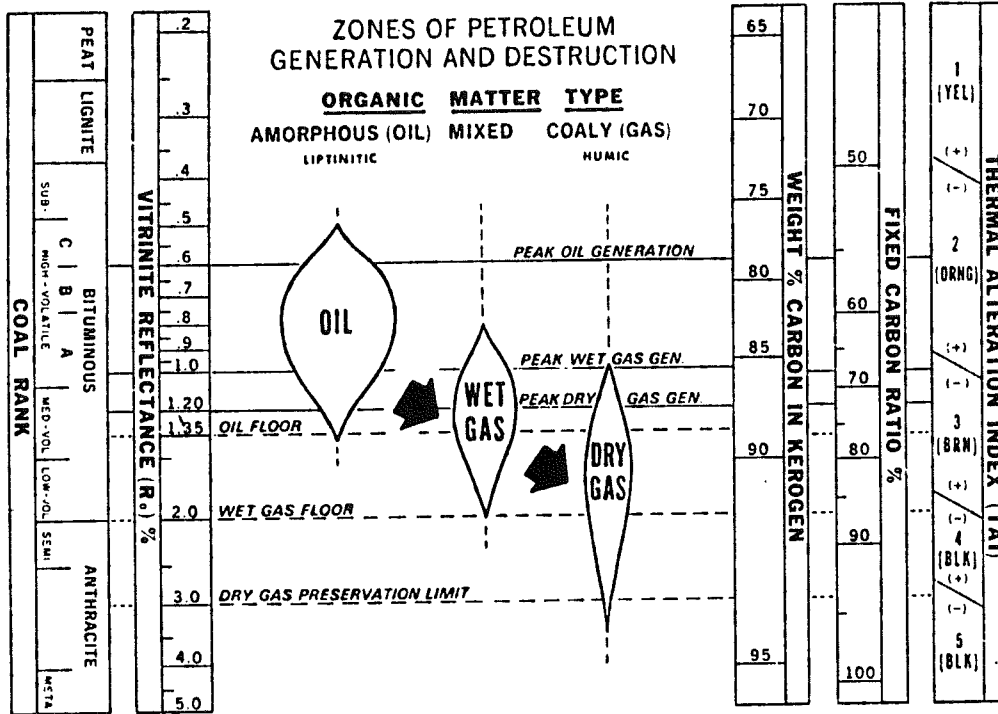 ZONES OF PETROLEUM
GENERATION AND DESTRUCTION
ORGANIC MATTER TYPE
AMORPHOUS (OIL) MIXED COALY (GAS)
LIPTINITIC HUMIC
COAL RANK
PEAT
LIGNITE
SUB-
BITUMINOUS
HIGH-VOLATILE
C
B
A
MED-VOL
LOW-VOL
SEMI
ANTHRACITE
META
VITRINITE REFLECTANCE (Ro) %
.2
.3
.4
.5
.6
.7
.8
.9
1.0
1.20
1.35
2.0
3.0
4.0
5.0
PEAK OIL GENERATION
OIL
PEAK WET GAS GEN.
WET
GAS
PEAK DRY GAS GEN.
OIL FLOOR
DRY
GAS
WET GAS FLOOR
DRY GAS PRESERVATION LIMIT
65
70
75
80
85
90
95
WEIGHT % CARBON IN KEROGEN
50
60
70
80
90
100
FIXED CARBON RATIO %
1
(YEL)
(+)
(-)
2
(ORNG)
(+)
(-)
3
(BRN)
(+)
(-)
4
(BLK)
(+)
(-)
5
(BLK)
THERMAL ALTERATION INDEX (TAI)